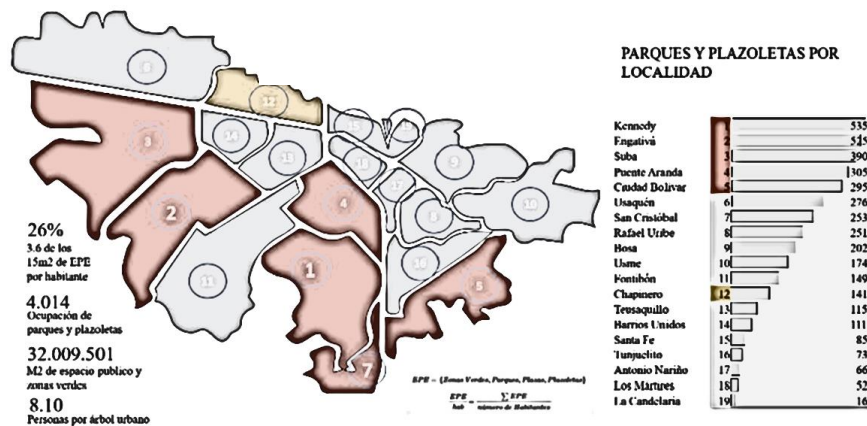 PARQUES Y PLAZOLETAS POR
LOCALIDAD
Kennedy 1 535
Engativá 2 525
Suba 3 390
Puente Aranda 4 305
Ciudad Bolivar 5 295
Usaquén 6 276
San Cristóbal 7 253
Rafael Uribe 8 251
Bosa 9 202
Usme 10 174
Fontibón 11 149
Chapinero 12 141
Teusaquillo 13 115
Barrios Unidos 14 111
Santa Fe 15 85
Tunjuelito 16 73
Antonio Nariño 17 66
Los Mártires 18 52
La Candelaria 19 16
12
3
14
13
2
4
18
17
9
10
11
1
16
5
7
26%
3.6 de los
15m2 de EPE
por habitante
4.014
Ocupación de
parques y plazoletas
32.009.501
M2 de espacio publico y
zonas verdes
8.10
Personas por árbol urbano
EPE = {Zonas Verdes, Parques, Plazas, Plazoletas}
EPE / hab = ∑ EPE / número de Habitantes